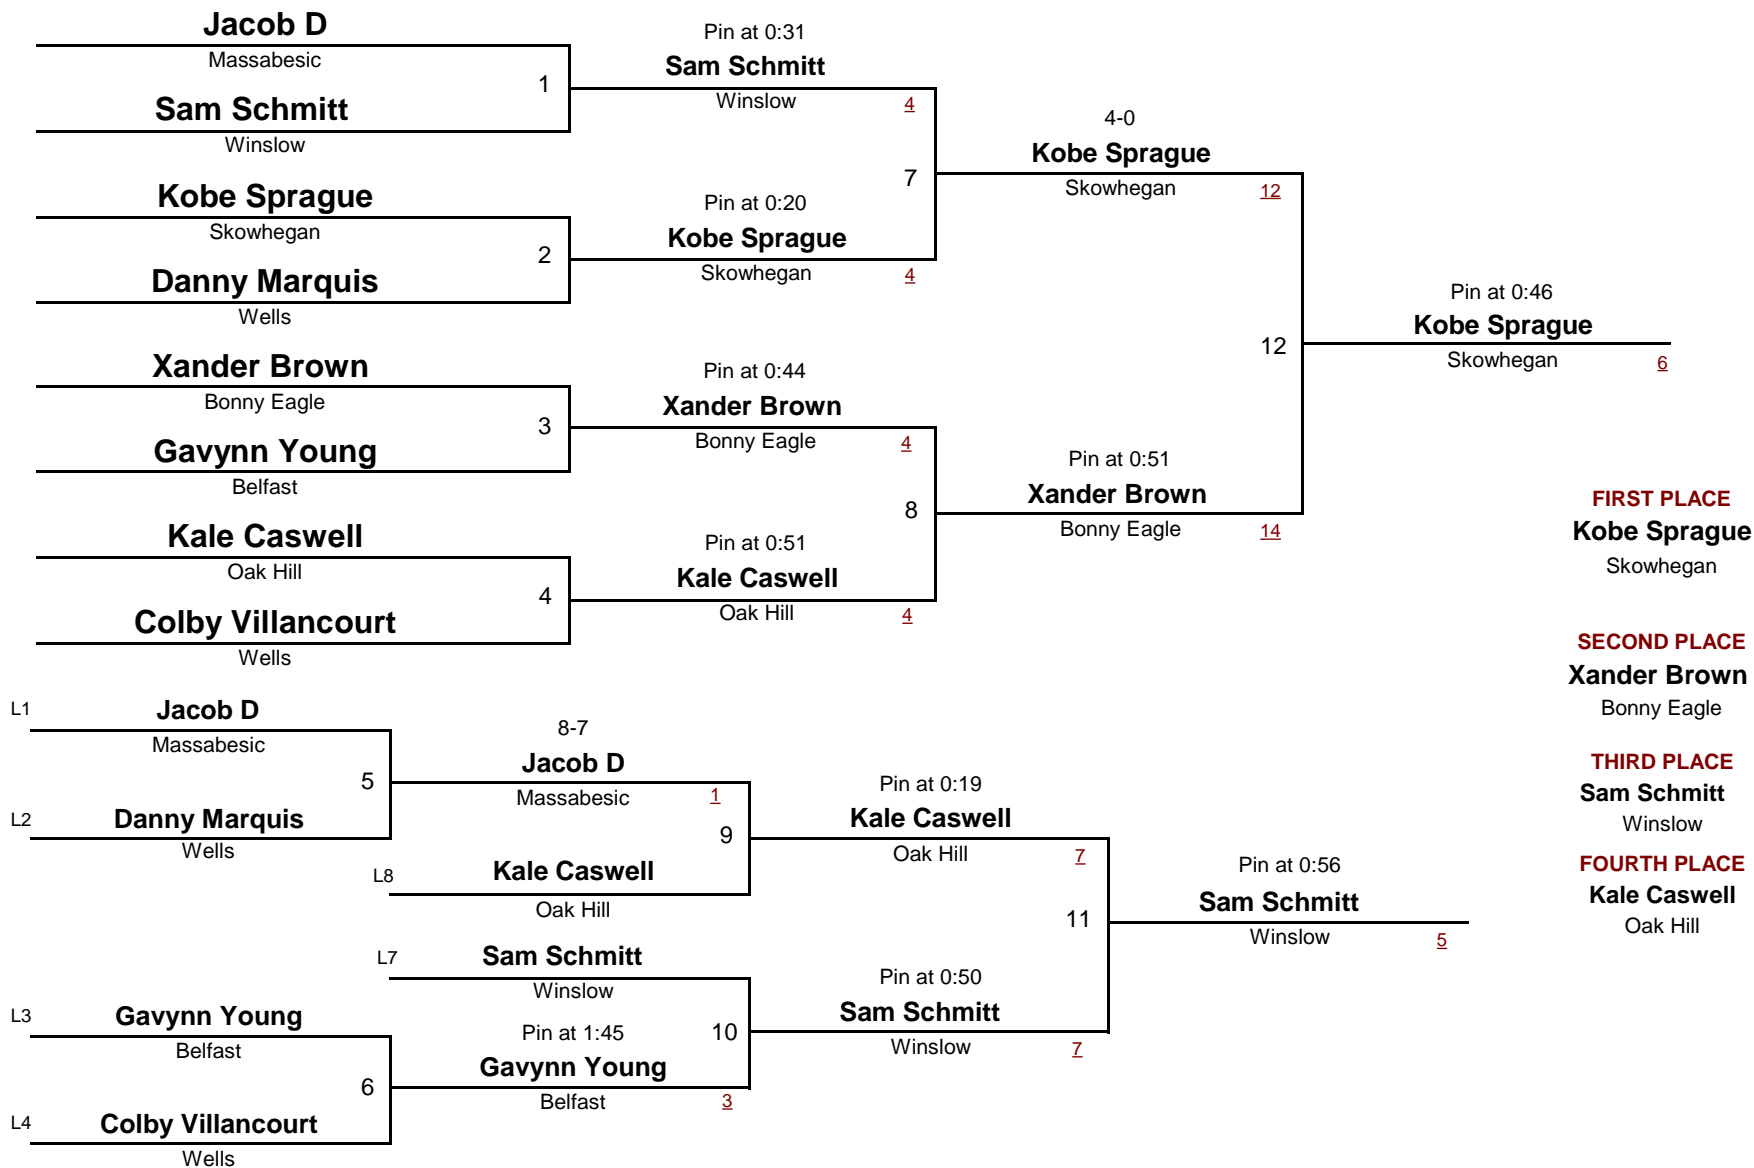 Jacob D
Massabesic
1
Sam Schmitt
Winslow
Kobe Sprague
Skowhegan
2
Danny Marquis
Wells
Xander Brown
Bonny Eagle
3
Gavynn Young
Belfast
Kale Caswell
Oak Hill
4
Colby Villancourt
Wells
Pin at 0:31
Sam Schmitt
Winslow 4
7
Pin at 0:20
Kobe Sprague
Skowhegan 4
Pin at 0:44
Xander Brown
Bonny Eagle 4
8
Pin at 0:51
Kale Caswell
Oak Hill 4
4-0
Kobe Sprague
Skowhegan 12
12
Pin at 0:51
Xander Brown
Bonny Eagle 14
Pin at 0:46
Kobe Sprague
Skowhegan 6
FIRST PLACE
Kobe Sprague
Skowhegan
SECOND PLACE
Xander Brown
Bonny Eagle
THIRD PLACE
Sam Schmitt
Winslow
FOURTH PLACE
Kale Caswell
Oak Hill
L1 Jacob D
Massabesic
5
L2 Danny Marquis
Wells
L3 Gavynn Young
Belfast
6
L4 Colby Villancourt
Wells
8-7
Jacob D
Massabesic 1
9
L8 Kale Caswell
Oak Hill
L7 Sam Schmitt
Winslow
10
Pin at 1:45
Gavynn Young
Belfast 3
Pin at 0:19
Kale Caswell
Oak Hill 7
11
Pin at 0:50
Sam Schmitt
Winslow 7
Pin at 0:56
Sam Schmitt
Winslow 5